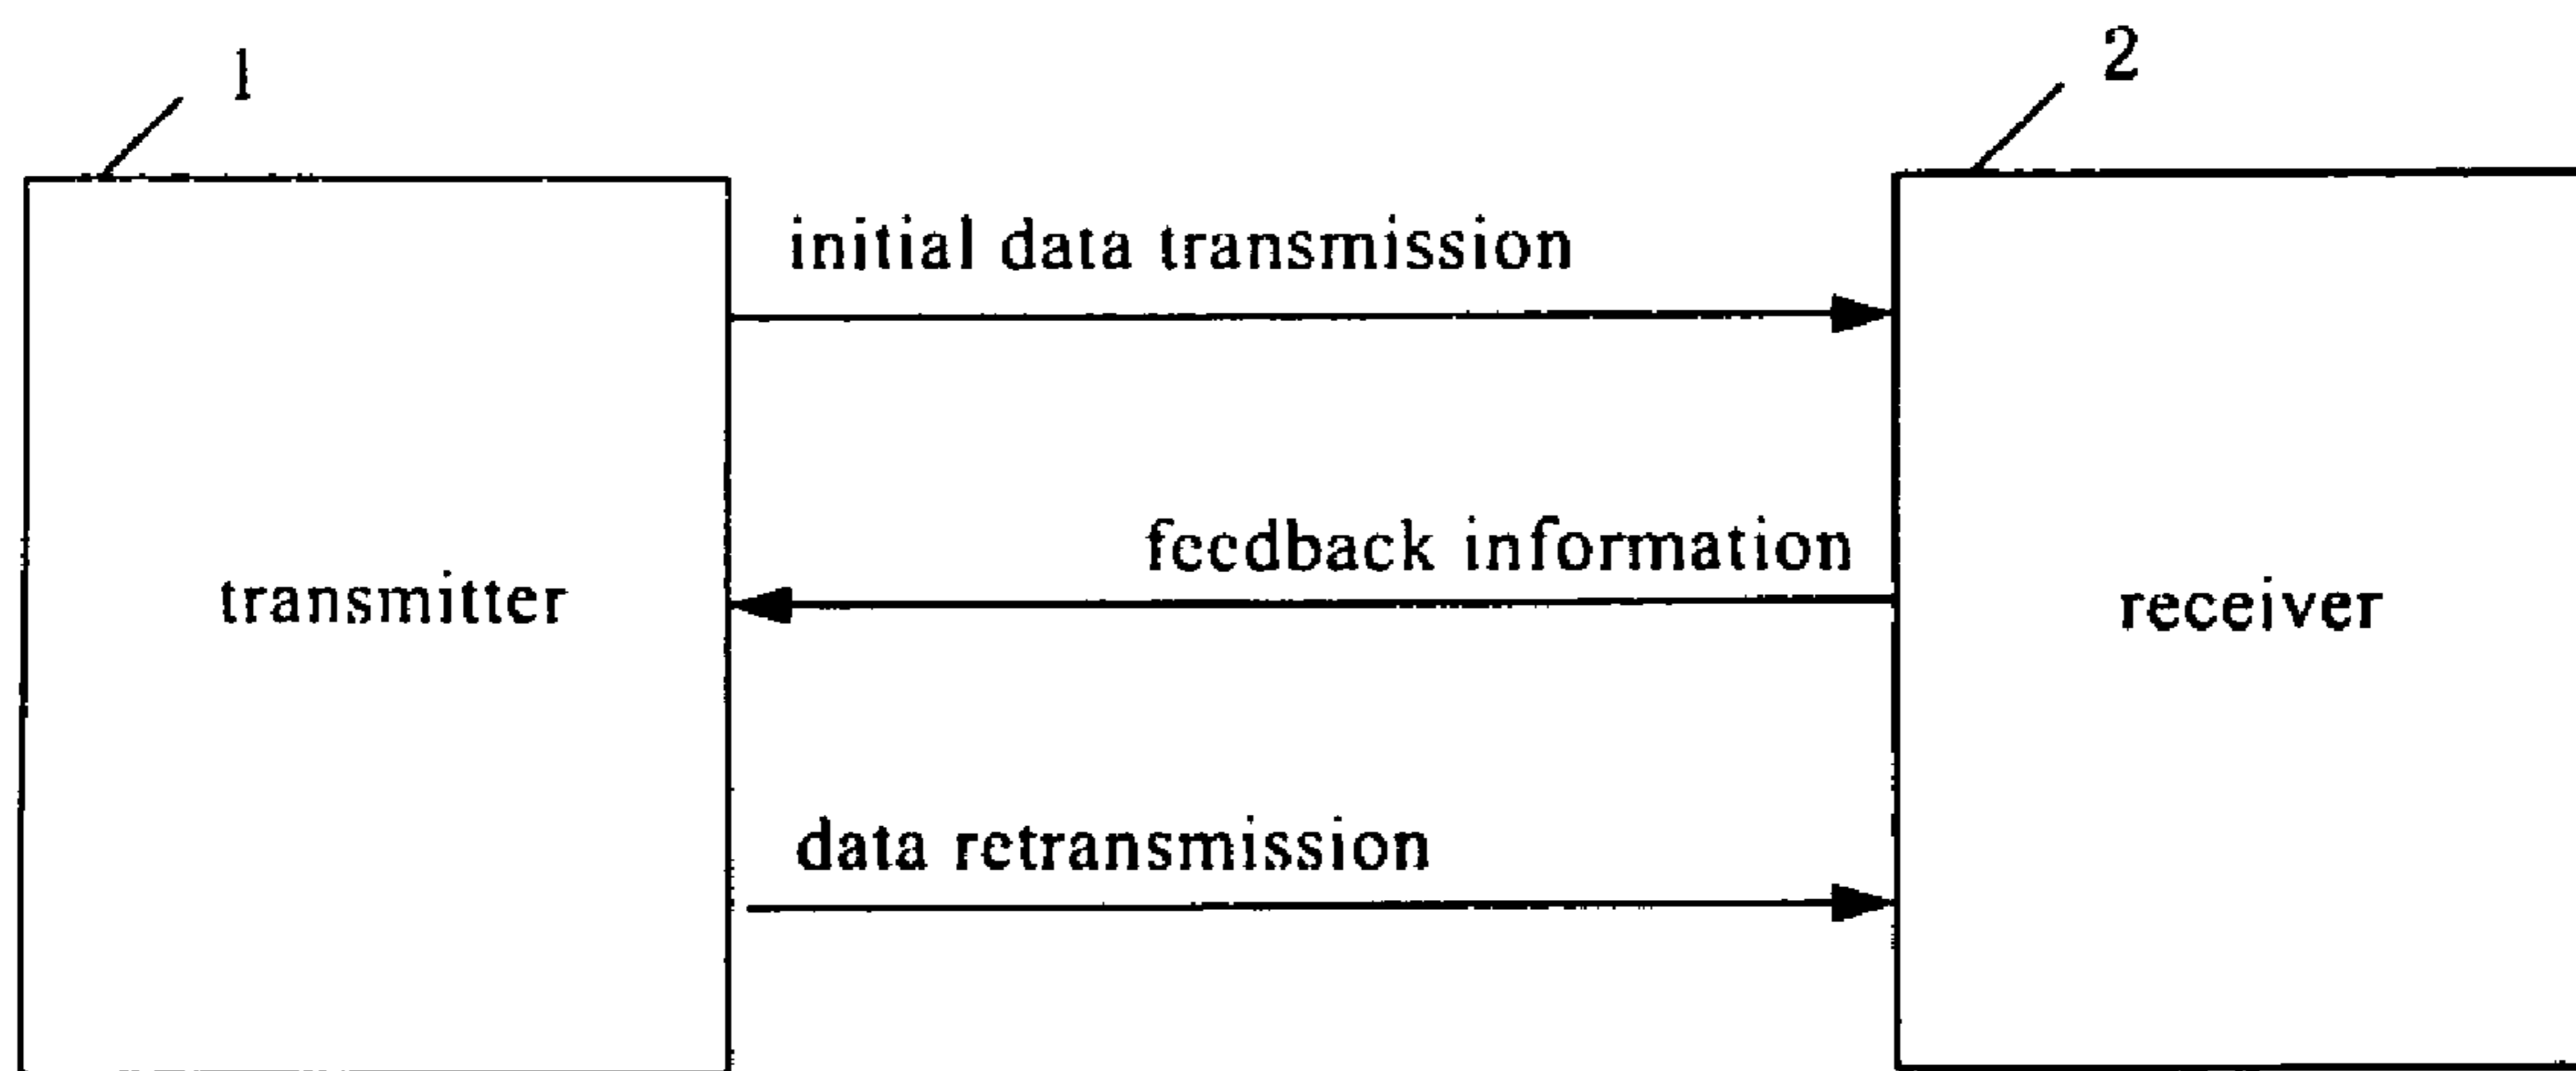 1
2
initial data transmission
feedback information
transmitter
receiver
data retransmission